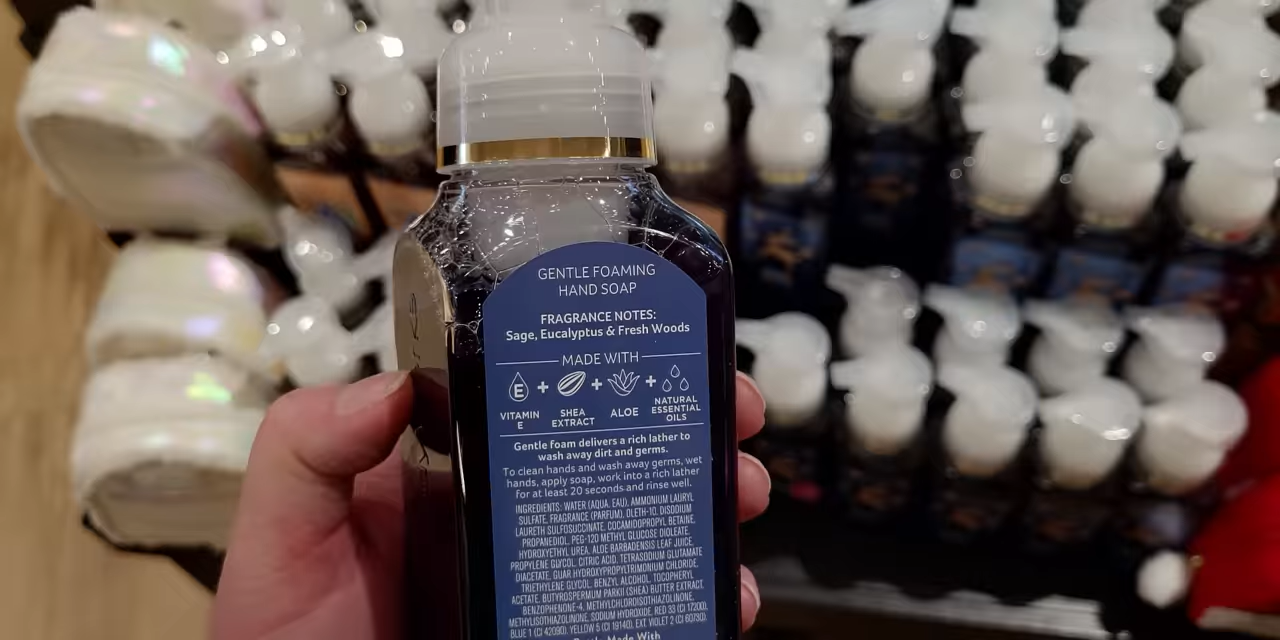 GENTLE FOAMING
HAND SOAP
FRAGRANCE NOTES:
Sage, Eucalyptus & Fresh Woods
MADE WITH
E
VITAMIN E + SHEA EXTRACT + ALOE + NATURAL ESSENTIAL OILS
Gentle foam delivers a rich lather to
wash away dirt and germs.
To clean hands and wash away germs, wet
hands, apply soap, work into a rich lather
for at least 20 seconds and rinse well.
INGREDIENTS: WATER (AQUA, EAU), AMMONIUM LAURYL
SULFATE, FRAGRANCE (PARFUM), OLETH-10, DISODIUM
LAURETH SULFOSUCCINATE, COCAMIDOPROPYL BETAINE,
PROPANEDIOL, PEG-120 METHYL GLUCOSE DIOLEATE,
HYDROXYETHYL UREA, ALOE BARBADENSIS LEAF JUICE,
PROPYLENE GLYCOL, CITRIC ACID, TETRASODIUM GLUTAMATE
DIACETATE, GUAR HYDROXYPROPYLTRIMONIUM CHLORIDE,
TRIETHYLENE GLYCOL, BENZYL ALCOHOL, TOCOPHERYL
ACETATE, BUTYROSPERMUM PARKII (SHEA) BUTTER EXTRACT,
BENZOPHENONE-4, METHYLCHLOROISOTHIAZOLINONE,
METHYLISOTHIAZOLINONE, SODIUM HYDROXIDE, RED 33 (CI 17200),
BLUE 1 (CI 42090), YELLOW 5 (CI 19140), EXT VIOLET 2 (CI 60730).
Made With